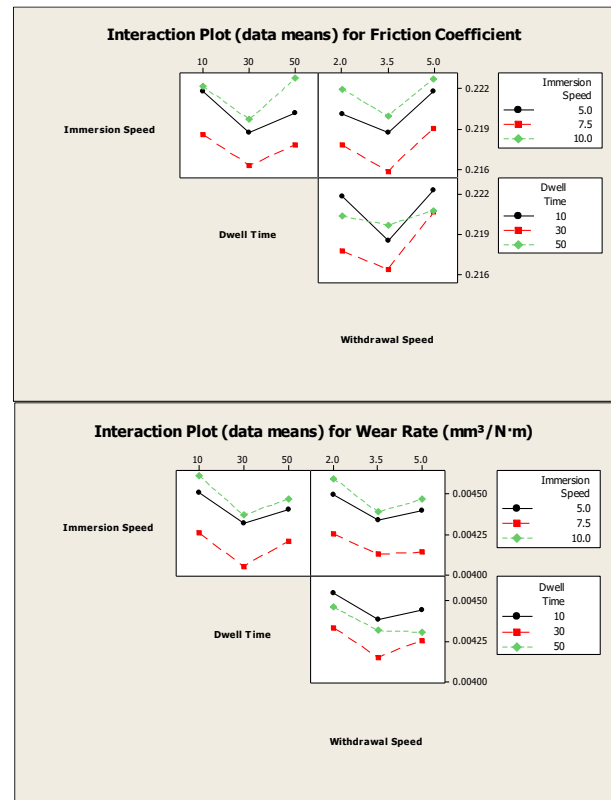 Interaction Plot (data means) for Friction Coefficient
10 30 50 2.0 3.5 5.0
Immersion Speed
0.222
0.219
0.216
Immersion
Speed
5.0
7.5
10.0
Dwell Time
0.222
0.219
0.216
Dwell
Time
10
30
50
Withdrawal Speed
Interaction Plot (data means) for Wear Rate (mm³/N·m)
10 30 50 2.0 3.5 5.0
Immersion Speed
0.00450
0.00425
0.00400
Immersion
Speed
5.0
7.5
10.0
Dwell Time
0.00450
0.00425
0.00400
Dwell
Time
10
30
50
Withdrawal Speed